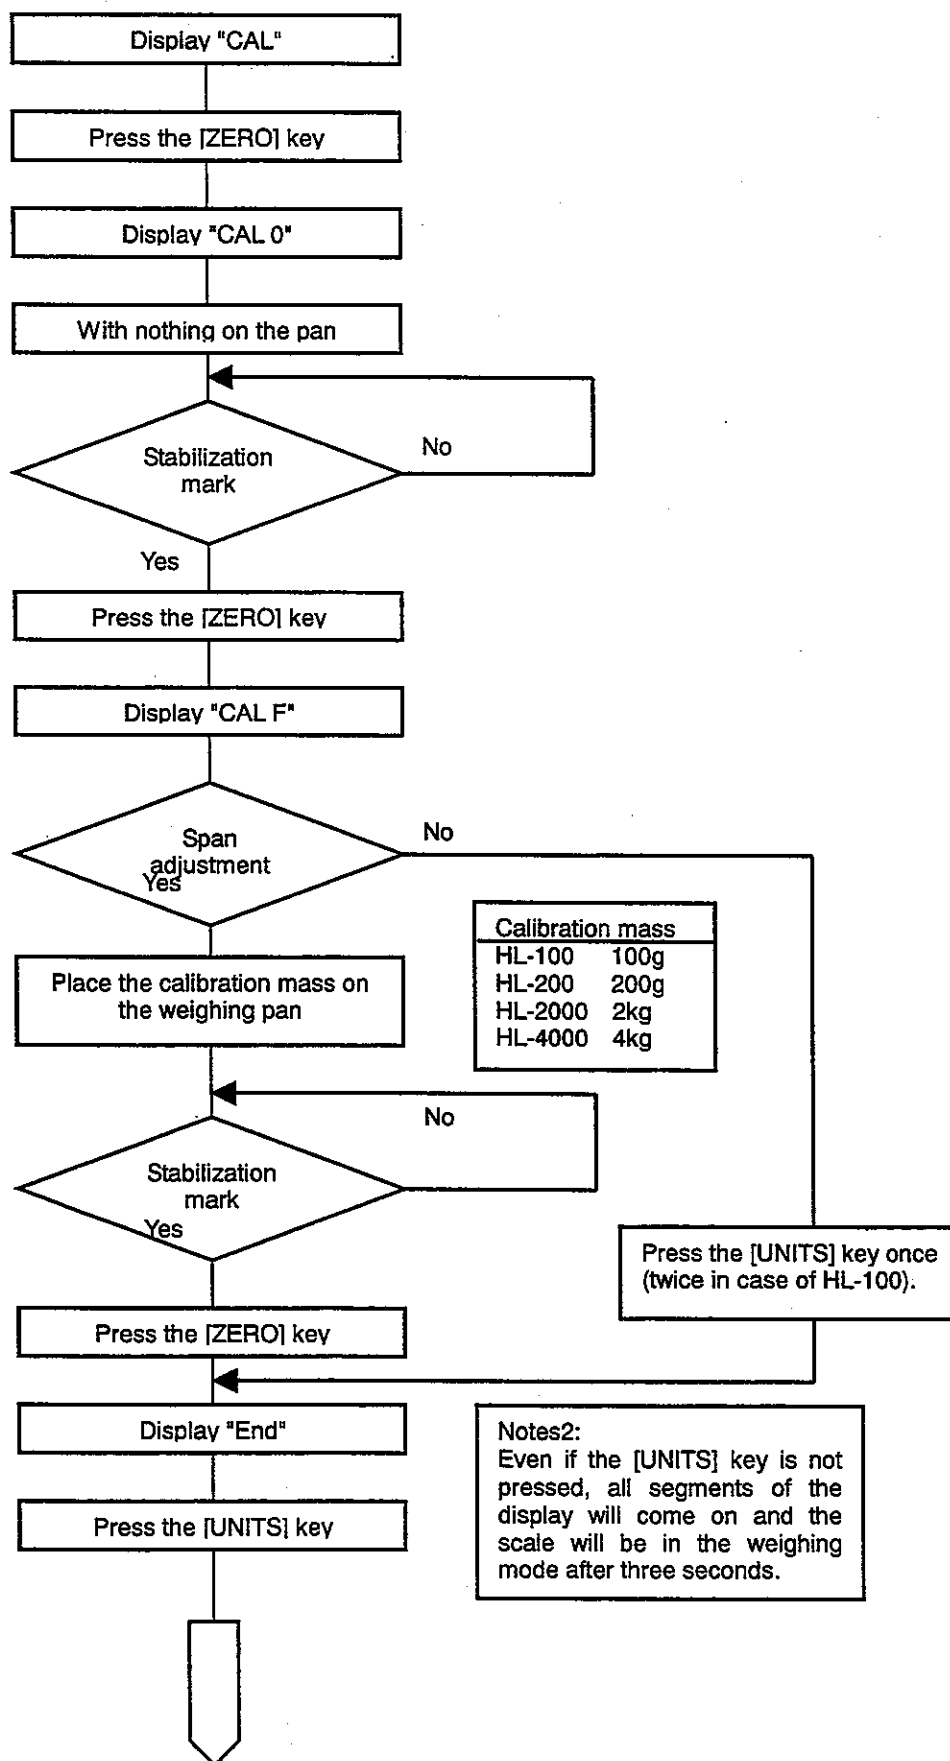 Display "CAL"
Press the [ZERO] key
Display "CAL 0"
With nothing on the pan
Stabilization
mark
No
Yes
Press the [ZERO] key
Display "CAL F"
Span
adjustment
Yes
No
Calibration mass
HL-100 100g
HL-200 200g
HL-2000 2kg
HL-4000 4kg
Place the calibration mass on
the weighing pan
No
Stabilization
mark
Yes
Press the [UNITS] key once
(twice in case of HL-100).
Press the [ZERO] key
Display "End"
Notes2:
Even if the [UNITS] key is not
pressed, all segments of the
display will come on and the
scale will be in the weighing
mode after three seconds.
Press the [UNITS] key